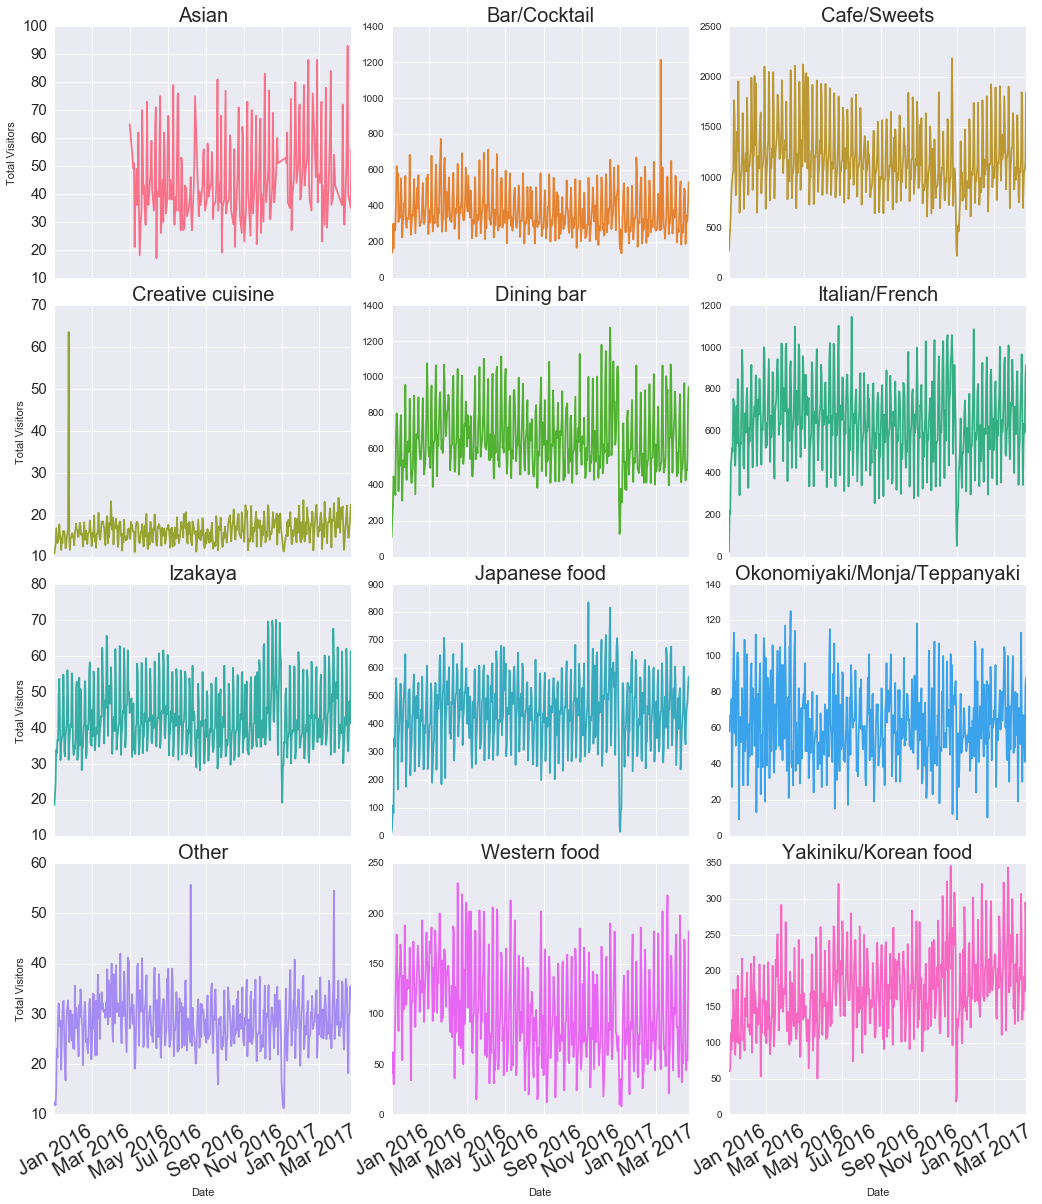 Asian
Bar/Cocktail
Cafe/Sweets
100
90
80
70
60
50
40
30
20
10
Total Visitors
1400
1200
1000
800
600
400
200
0
2500
2000
1500
1000
500
0
Creative cuisine
Dining bar
Italian/French
70
60
50
40
30
20
10
Total Visitors
1400
1200
1000
800
600
400
200
0
1200
1000
800
600
400
200
0
Izakaya
Japanese food
Okonomiyaki/Monja/Teppanyaki
80
70
60
50
40
30
20
10
Total Visitors
900
800
700
600
500
400
300
200
100
0
140
120
100
80
60
40
20
0
Other
Western food
Yakiniku/Korean food
60
50
40
30
20
10
Total Visitors
250
200
150
100
50
0
350
300
250
200
150
100
50
0
Jan 2016
Mar 2016
May 2016
Jul 2016
Sep 2016
Nov 2016
Jan 2017
Mar 2017
Date
Jan 2016
Mar 2016
May 2016
Jul 2016
Sep 2016
Nov 2016
Jan 2017
Mar 2017
Date
Jan 2016
Mar 2016
May 2016
Jul 2016
Sep 2016
Nov 2016
Jan 2017
Mar 2017
Date